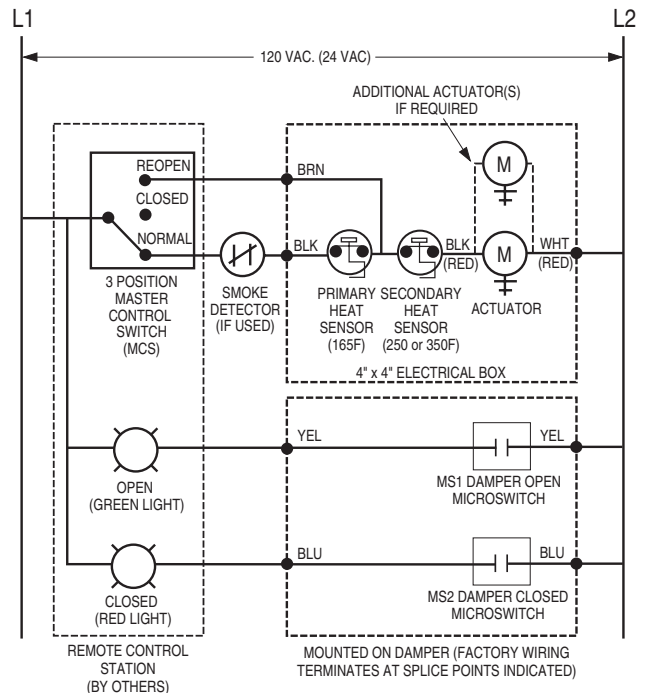 L1
L2
120 VAC. (24 VAC)
ADDITIONAL ACTUATOR(S)
IF REQUIRED
M
REOPEN
BRN
CLOSED
NORMAL
BLK
BLK
(RED)
M
WHT
(RED)
3 POSITION
MASTER
CONTROL
SWITCH
(MCS)
SMOKE
DETECTOR
(IF USED)
PRIMARY
HEAT
SENSOR
(165F)
SECONDARY
HEAT
SENSOR
(250 or 350F)
ACTUATOR
4" x 4" ELECTRICAL BOX
YEL
YEL
OPEN
(GREEN LIGHT)
MS1 DAMPER OPEN
MICROSWITCH
BLU
BLU
CLOSED
(RED LIGHT)
MS2 DAMPER CLOSED
MICROSWITCH
REMOTE CONTROL
STATION
(BY OTHERS)
MOUNTED ON DAMPER (FACTORY WIRING
TERMINATES AT SPLICE POINTS INDICATED)